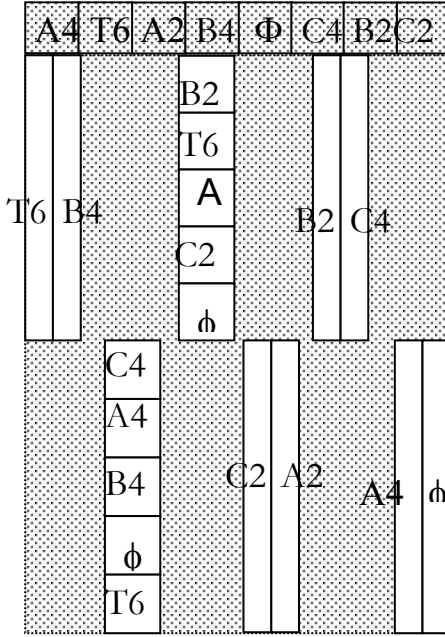 A4 T6 A2 B4 Φ C4 B2 C2
B2
T6
A
T6 B4 B2 C4
C2
ϕ
C4
A4
B4 C2 A2 A4 ϕ
ϕ
T6